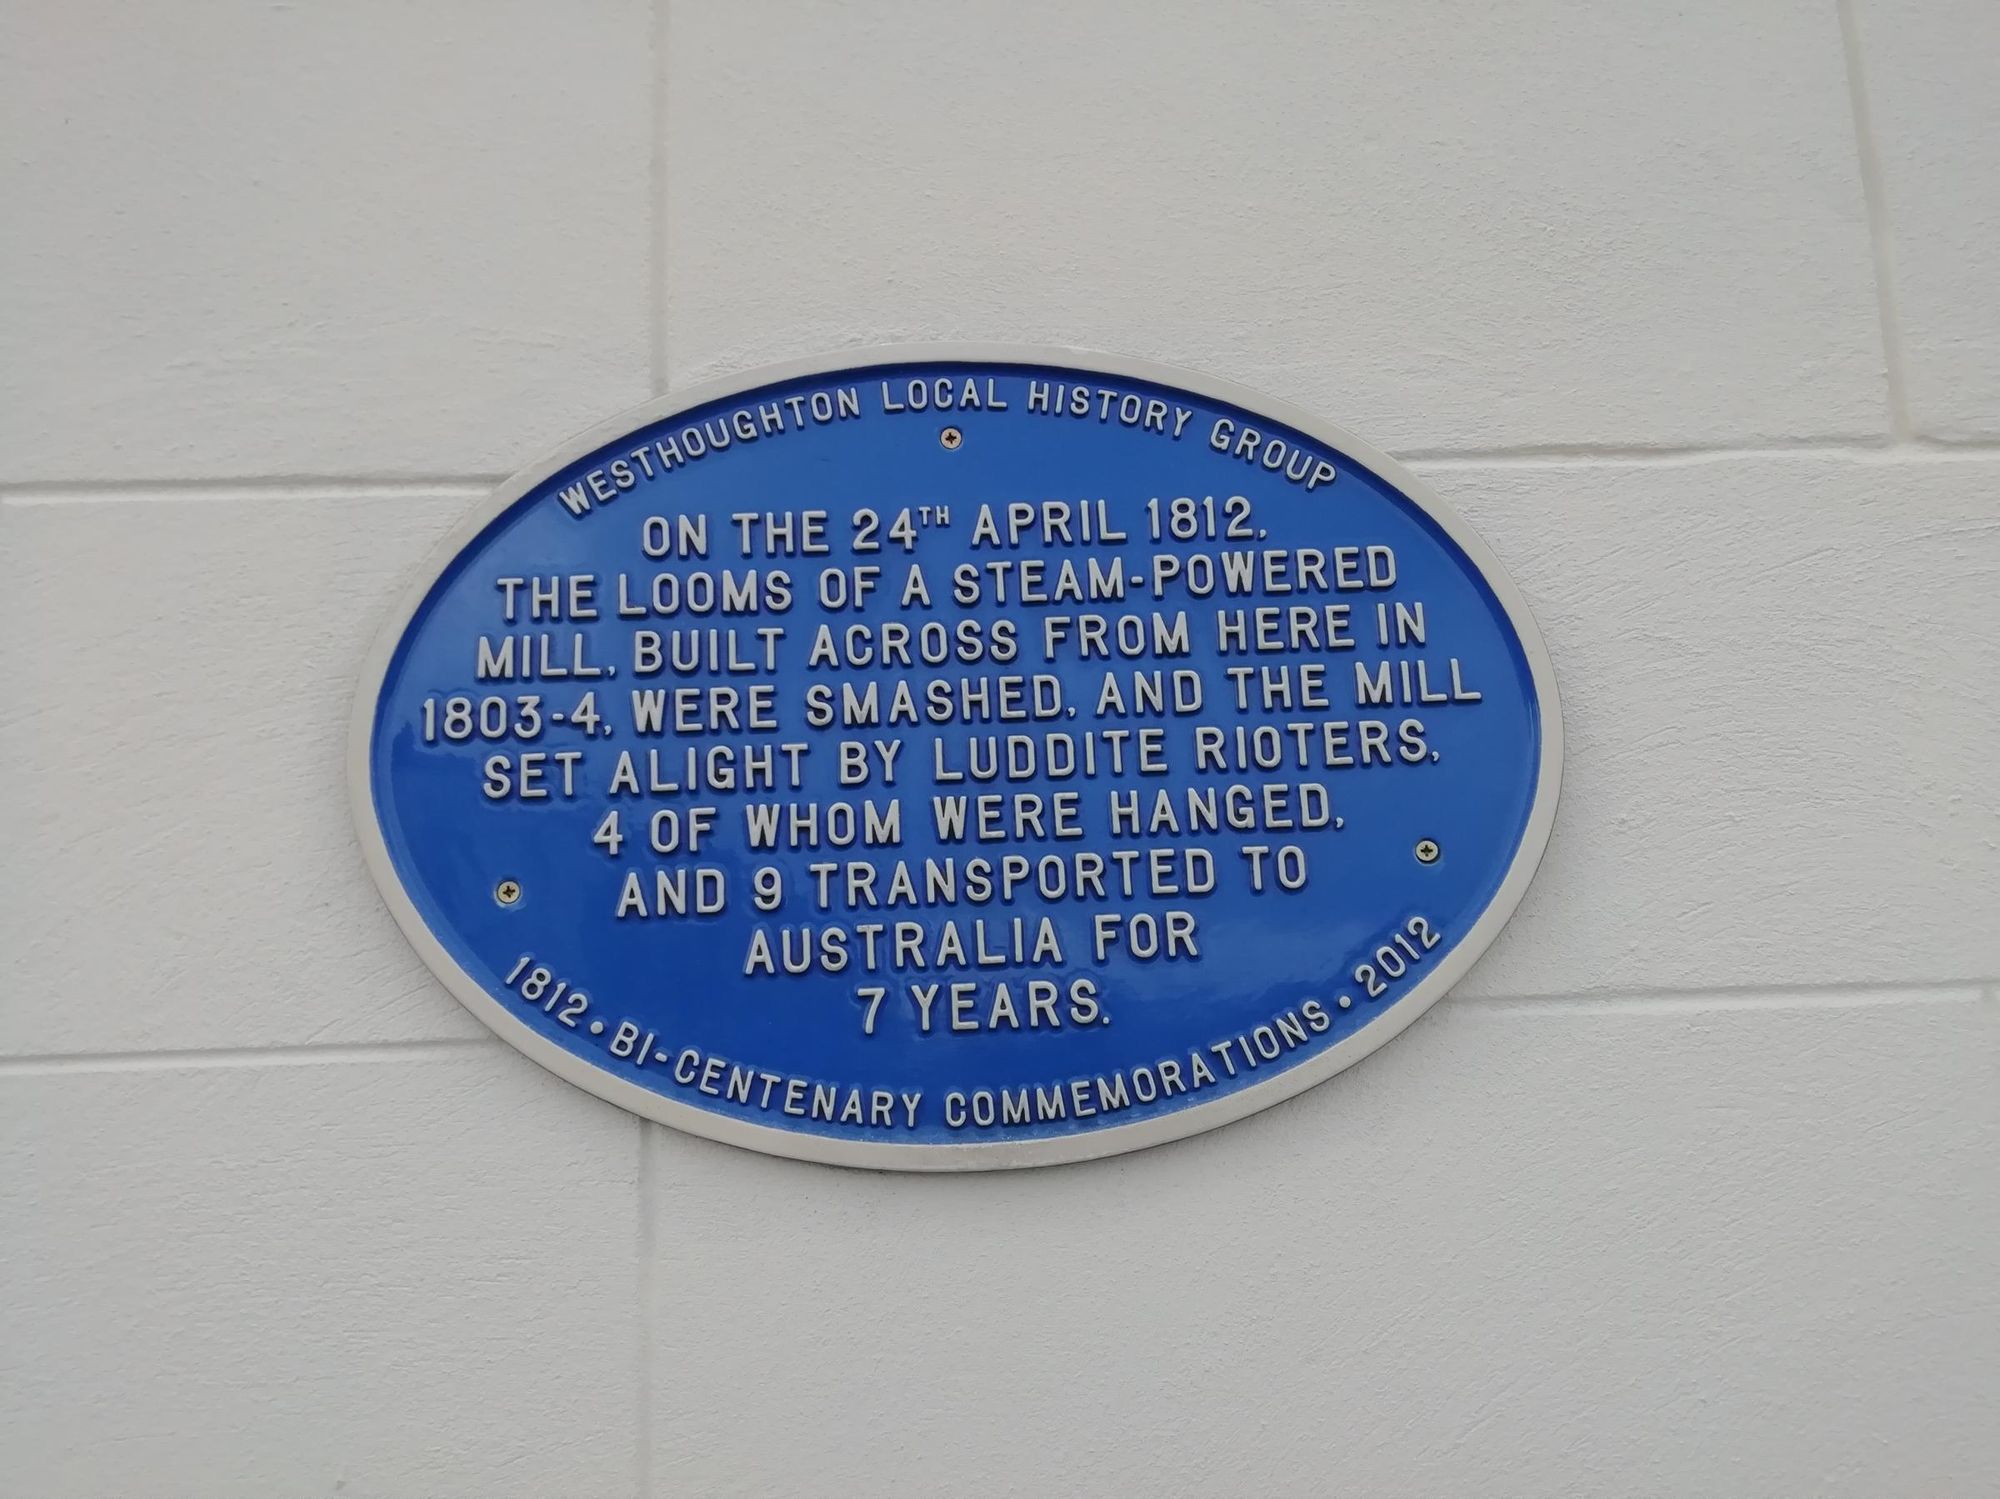 WESTHOUGHTON LOCAL HISTORY GROUP
ON THE 24TH APRIL 1812,
THE LOOMS OF A STEAM-POWERED
MILL, BUILT ACROSS FROM HERE IN
1803-4, WERE SMASHED, AND THE MILL
SET ALIGHT BY LUDDITE RIOTERS,
4 OF WHOM WERE HANGED,
AND 9 TRANSPORTED TO
AUSTRALIA FOR
7 YEARS.
1812 • BI-CENTENARY COMMEMORATIONS • 2012